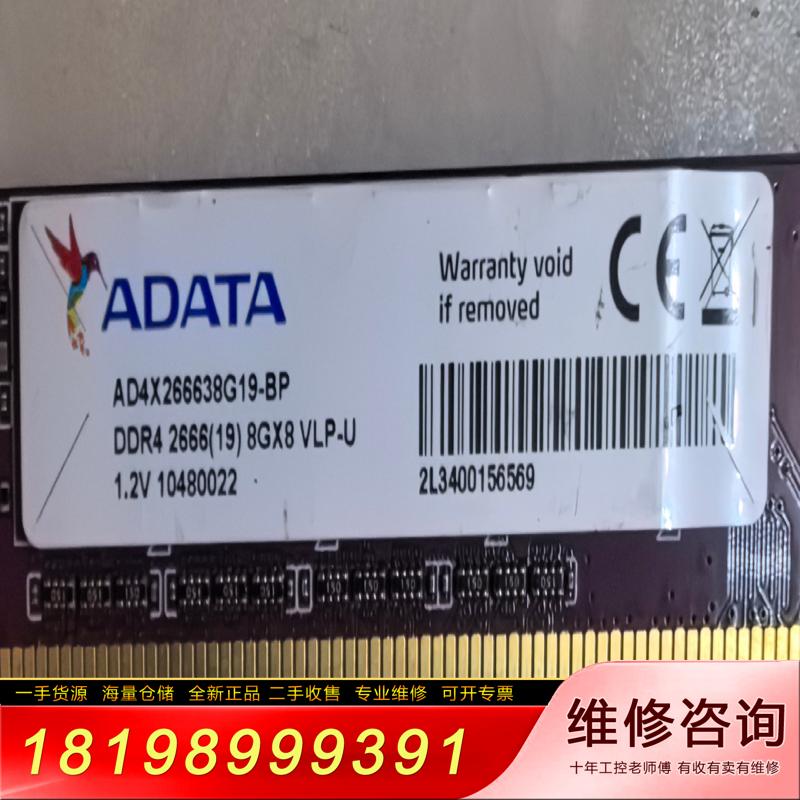 ADATA
Warranty void
if removed
CE
AD4X266638G19-BP
DDR4 2666(19) 8GX8 VLP-U
1.2V 10480022
2L3400156569
一手货源 海量仓储 全新正品 二手收售 专业维修 可开专票
18198999391
维修咨询
十年工控老师傅 有收有卖有维修